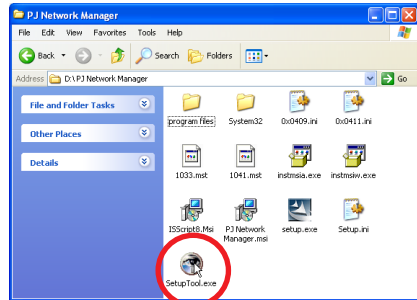 PJ Network Manager
File Edit View Favorites Tools Help
Back Search Folders
Address D:\PJ Network Manager Go
File and Folder Tasks
Other Places
Details
program files System32 0x0409.ini 0x0411.ini
1033.mst 1041.mst instmsia.exe instmsiw.exe
ISScript8.Msi PJ Network Manager.msi setup.exe Setup.ini
SetupTool.exe